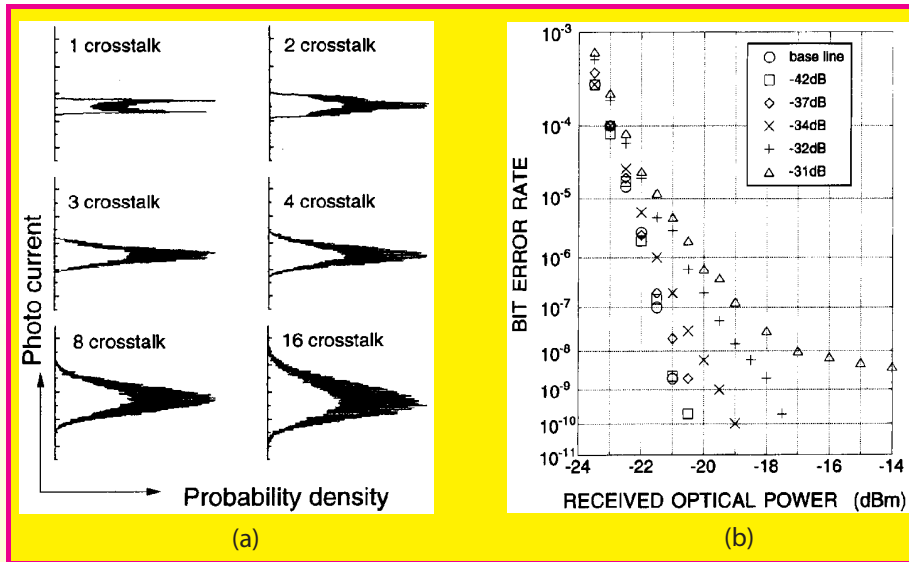 1 crosstalk
2 crosstalk
3 crosstalk
4 crosstalk
8 crosstalk
16 crosstalk
Photo current
Probability density
(a)
10-3
10-4
10-5
10-6
10-7
10-8
10-9
10-10
10-11
BIT ERROR RATE
base line
-42dB
-37dB
-34dB
-32dB
-31dB
-24 -22 -20 -18 -16 -14
RECEIVED OPTICAL POWER (dBm)
(b)